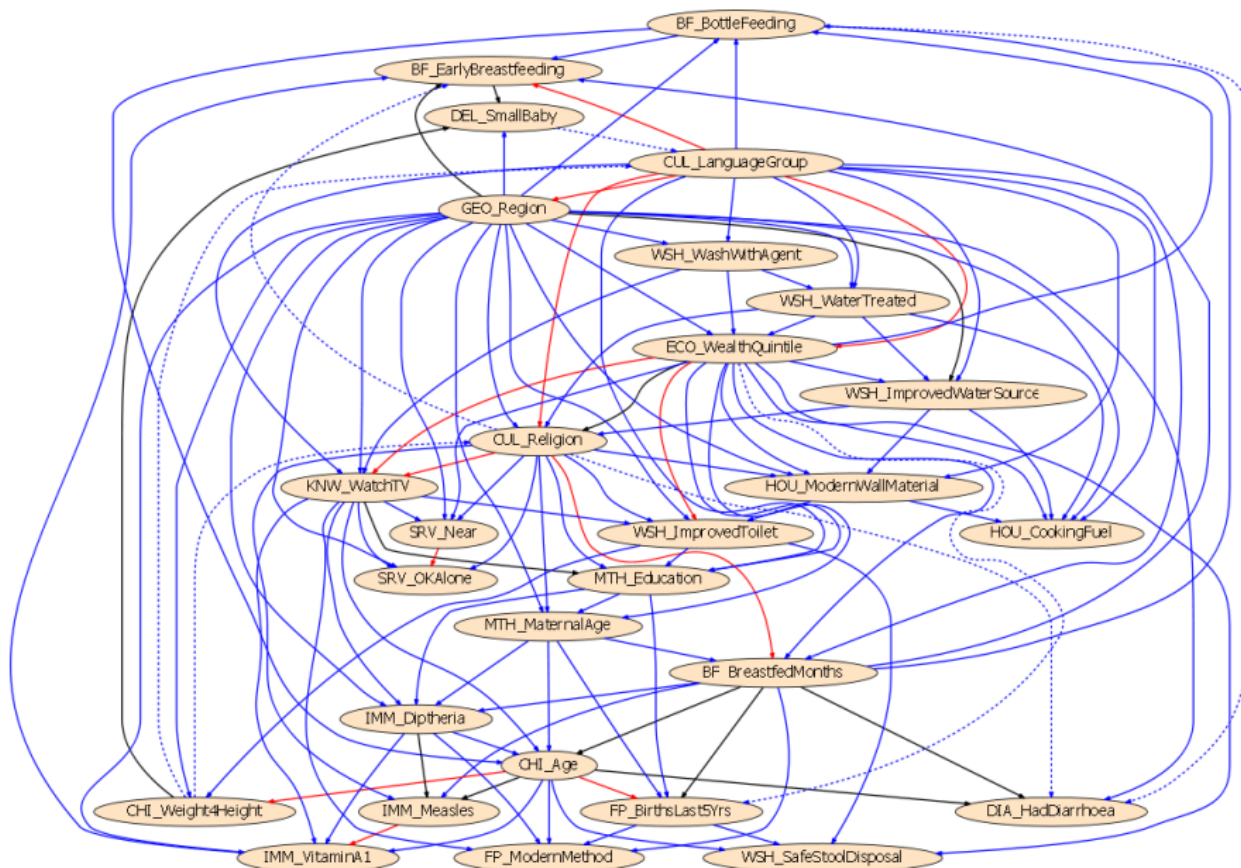 BF_BottleFeeding
BF_EarlyBreastfeeding
DEL_SmallBaby
CUL_LanguageGroup
GEO_Region
WSH_WashWithAgent
WSH_WaterTreated
ECO_WealthQuintile
WSH_ImprovedWaterSource
CUL_Religion
KNW_WatchTV
HOU_ModernWallMaterial
SRV_Near
WSH_ImprovedToilet
HOU_CookingFuel
SRV_OKAlone
MTH_Education
MTH_MaternalAge
BF_BreastfedMonths
IMM_Diptheria
CHI_Age
CHI_Weight4Height
IMM_Measles
FP_BirthsLast5Yrs
DIA_HadDiarrhoea
IMM_VitaminA1
FP_ModernMethod
WSH_SafeStoolDisposal